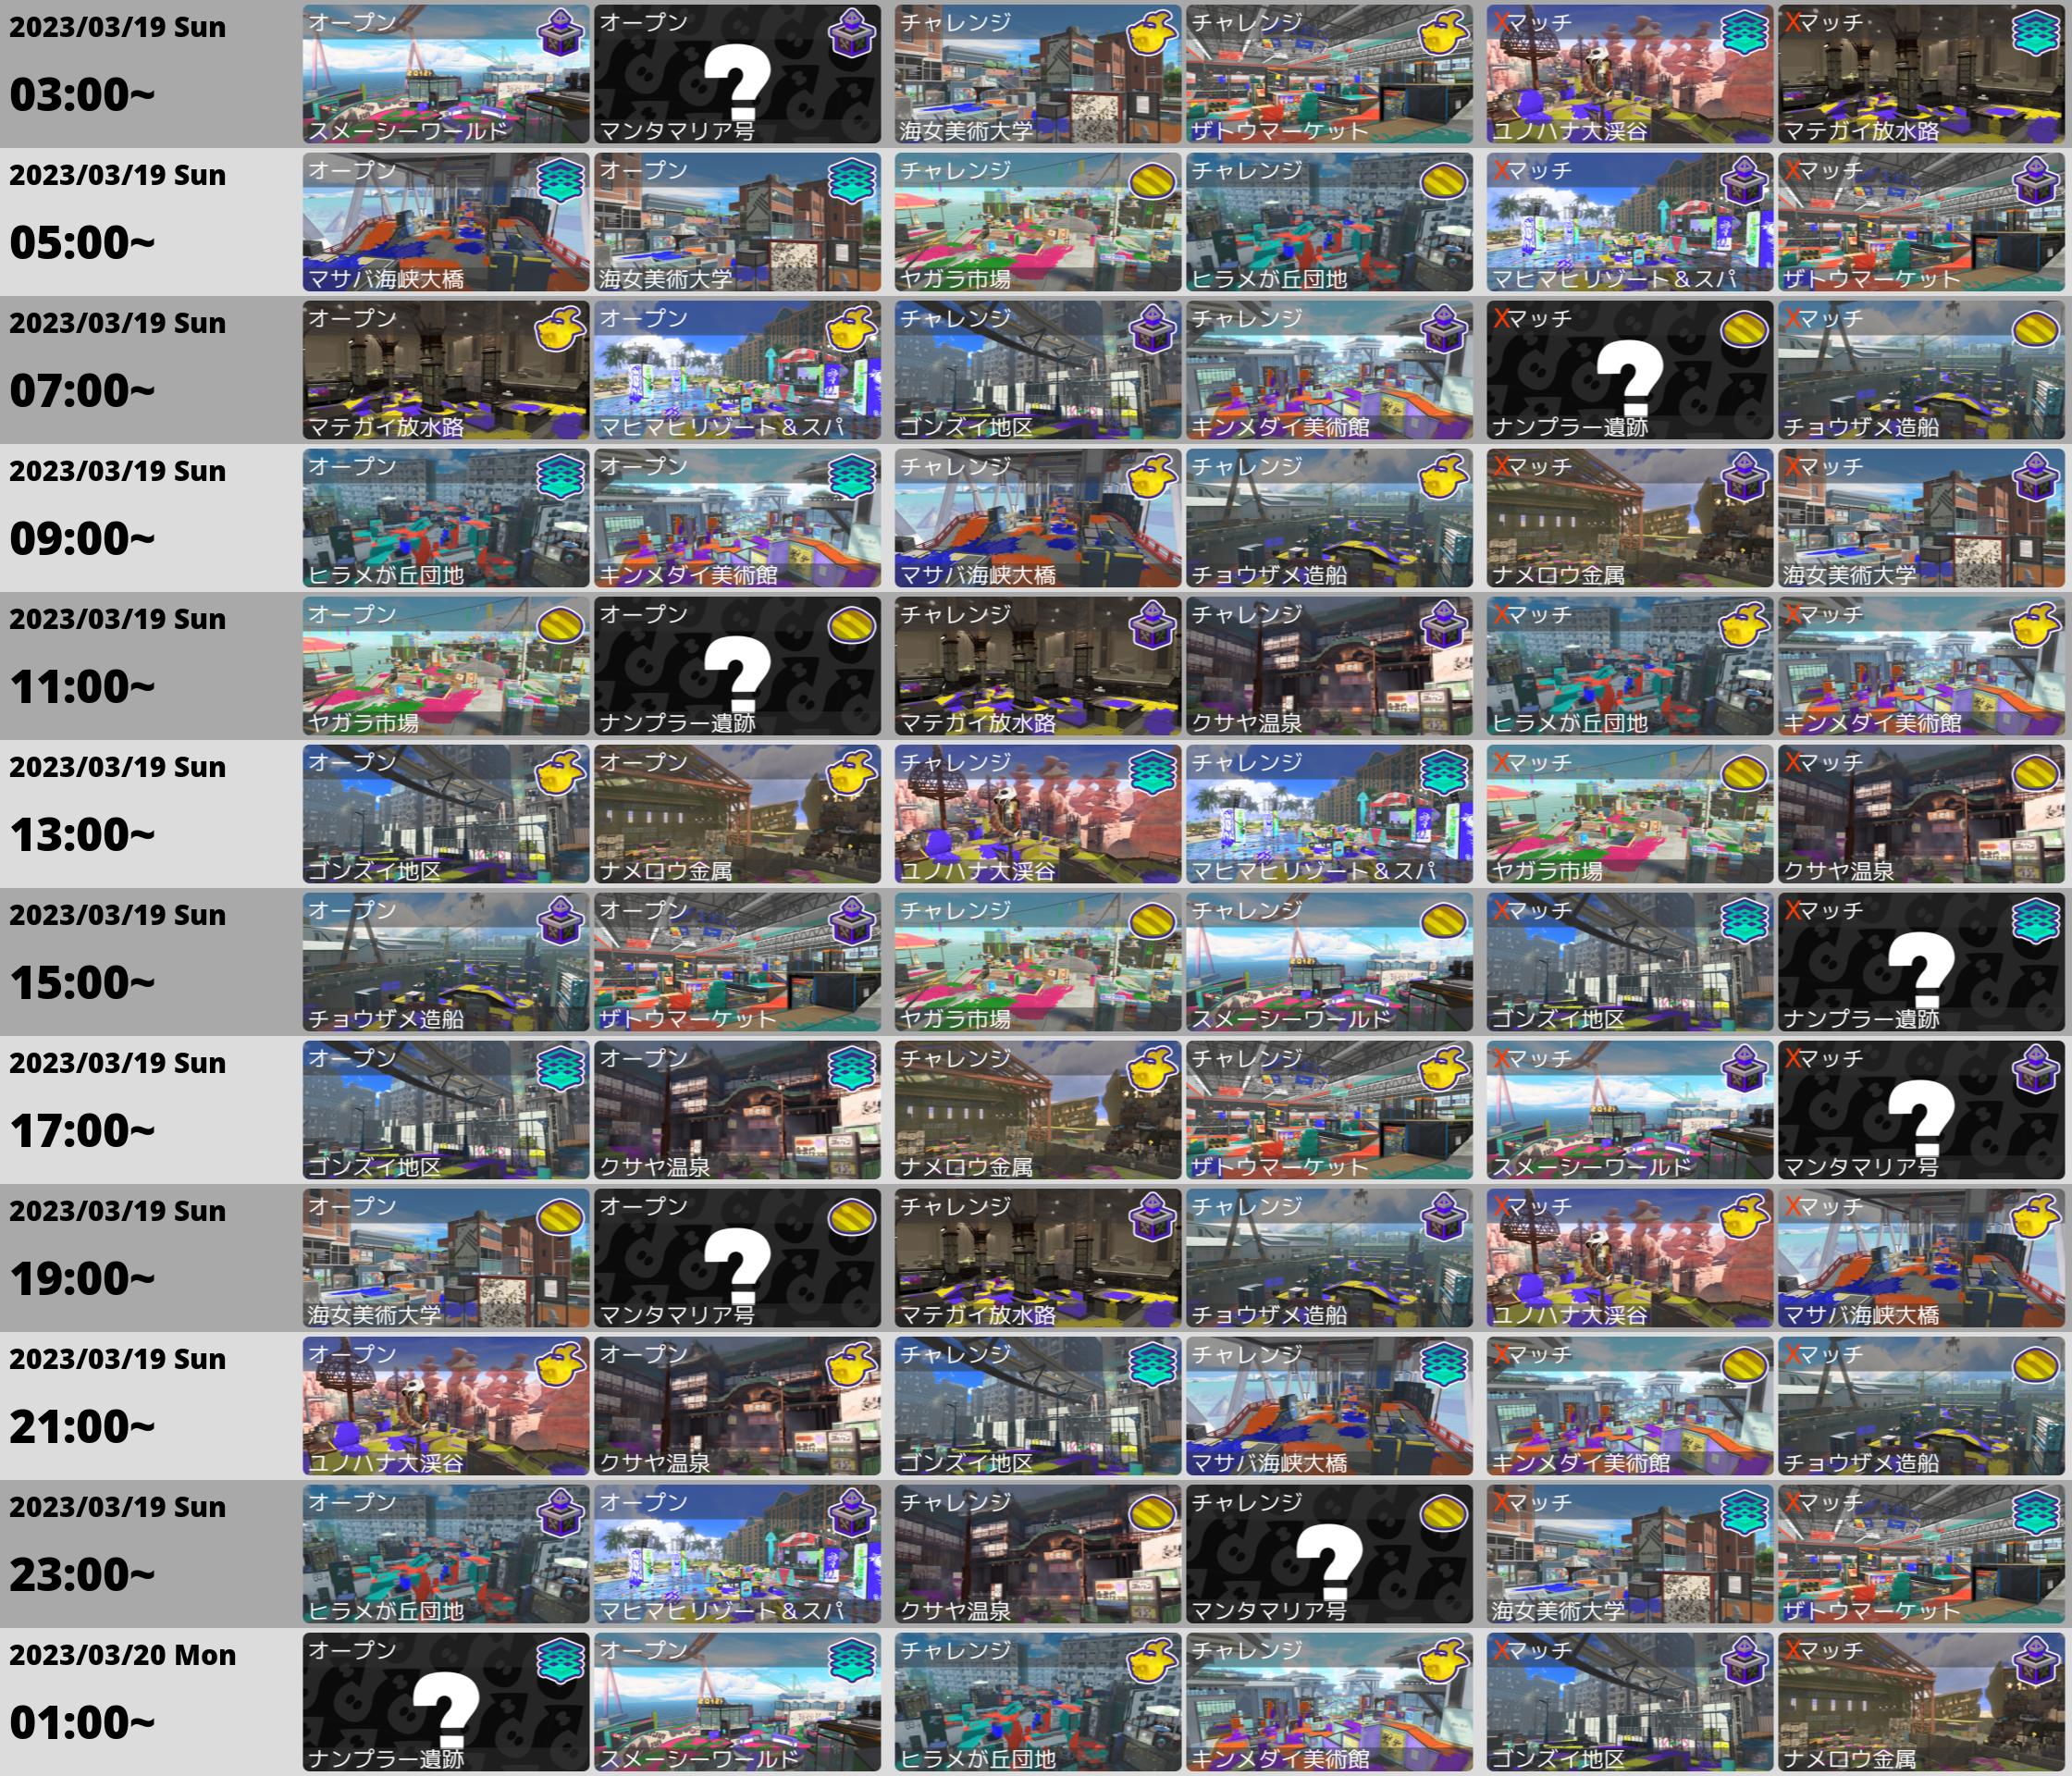 2023/03/19 Sun
03:00~
オープン
スメーシーワールド
オープン
マンタマリア号
チャレンジ
海女美術大学
チャレンジ
ザトウマーケット
Xマッチ
ユノハナ大渓谷
Xマッチ
マテガイ放水路
2023/03/19 Sun
05:00~
オープン
マサバ海峡大橋
オープン
海女美術大学
チャレンジ
ヤガラ市場
チャレンジ
ヒラメが丘団地
Xマッチ
マヒマヒリゾート＆スパ
Xマッチ
ザトウマーケット
2023/03/19 Sun
07:00~
オープン
マテガイ放水路
オープン
マヒマヒリゾート＆スパ
チャレンジ
ゴンズイ地区
チャレンジ
キンメダイ美術館
Xマッチ
ナンプラー遺跡
Xマッチ
チョウザメ造船
2023/03/19 Sun
09:00~
オープン
ヒラメが丘団地
オープン
キンメダイ美術館
チャレンジ
マサバ海峡大橋
チャレンジ
チョウザメ造船
Xマッチ
ナメロウ金属
Xマッチ
海女美術大学
2023/03/19 Sun
11:00~
オープン
ヤガラ市場
オープン
ナンプラー遺跡
チャレンジ
マテガイ放水路
チャレンジ
クサヤ温泉
Xマッチ
ヒラメが丘団地
Xマッチ
キンメダイ美術館
2023/03/19 Sun
13:00~
オープン
ゴンズイ地区
オープン
ナメロウ金属
チャレンジ
ユノハナ大渓谷
チャレンジ
マヒマヒリゾート＆スパ
Xマッチ
ヤガラ市場
Xマッチ
クサヤ温泉
2023/03/19 Sun
15:00~
オープン
チョウザメ造船
オープン
ザトウマーケット
チャレンジ
ヤガラ市場
チャレンジ
スメーシーワールド
Xマッチ
ゴンズイ地区
Xマッチ
ナンプラー遺跡
2023/03/19 Sun
17:00~
オープン
ゴンズイ地区
オープン
クサヤ温泉
チャレンジ
ナメロウ金属
チャレンジ
ザトウマーケット
Xマッチ
スメーシーワールド
Xマッチ
マンタマリア号
2023/03/19 Sun
19:00~
オープン
海女美術大学
オープン
マンタマリア号
チャレンジ
マテガイ放水路
チャレンジ
チョウザメ造船
Xマッチ
ユノハナ大渓谷
Xマッチ
マサバ海峡大橋
2023/03/19 Sun
21:00~
オープン
ユノハナ大渓谷
オープン
クサヤ温泉
チャレンジ
ゴンズイ地区
チャレンジ
マサバ海峡大橋
Xマッチ
キンメダイ美術館
Xマッチ
チョウザメ造船
2023/03/19 Sun
23:00~
オープン
ヒラメが丘団地
オープン
マヒマヒリゾート＆スパ
チャレンジ
クサヤ温泉
チャレンジ
マンタマリア号
Xマッチ
海女美術大学
Xマッチ
ザトウマーケット
2023/03/20 Mon
01:00~
オープン
ナンプラー遺跡
オープン
スメーシーワールド
チャレンジ
ヒラメが丘団地
チャレンジ
キンメダイ美術館
Xマッチ
ゴンズイ地区
Xマッチ
ナメロウ金属